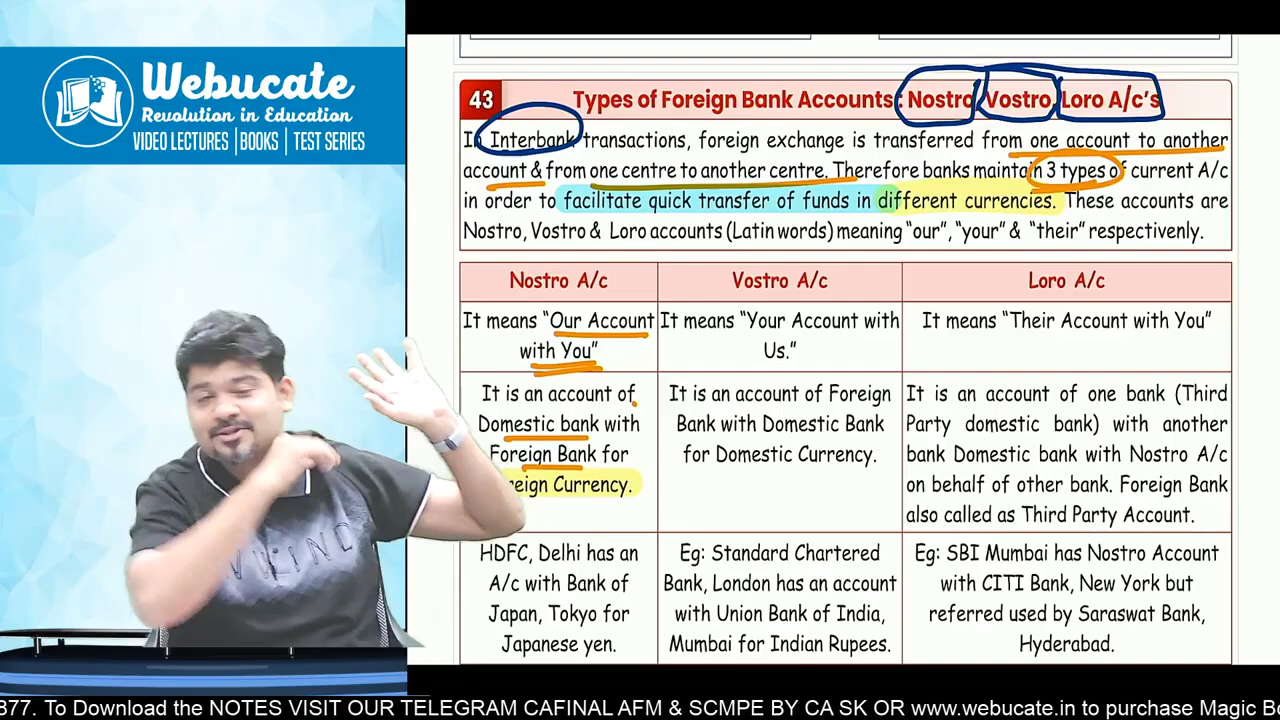 Webucate
Revolution in Education
VIDEO LECTURES | BOOKS | TEST SERIES
43
Types of Foreign Bank Accounts: Nostro, Vostro, Loro A/c's
In Interbank transactions, foreign exchange is transferred from one account to another
account & from one centre to another centre. Therefore banks maintain 3 types of current A/c
in order to facilitate quick transfer of funds in different currencies. These accounts are
Nostro, Vostro & Loro accounts (Latin words) meaning "our", "your" & "their" respectivenly.
Nostro A/c
It means "Our Account
with You"
It is an account of
Domestic bank with
Foreign Bank for
reign Currency.
HDFC, Delhi has an
A/c with Bank of
Japan, Tokyo for
Japanese yen.
Vostro A/c
It means "Your Account with
Us."
It is an account of Foreign
Bank with Domestic Bank
for Domestic Currency.
Eg: Standard Chartered
Bank, London has an account
with Union Bank of India,
Mumbai for Indian Rupees.
Loro A/c
It means "Their Account with You"
It is an account of one bank (Third
Party domestic bank) with another
bank Domestic bank with Nostro A/c
on behalf of other bank. Foreign Bank
also called as Third Party Account.
Eg: SBI Mumbai has Nostro Account
with CITI Bank, New York but
referred used by Saraswat Bank,
Hyderabad.
877. To Download the NOTES VISIT OUR TELEGRAM CAFINAL AFM & SCMPE BY CA SK OR www.webucate.in to purchase Magic Bo